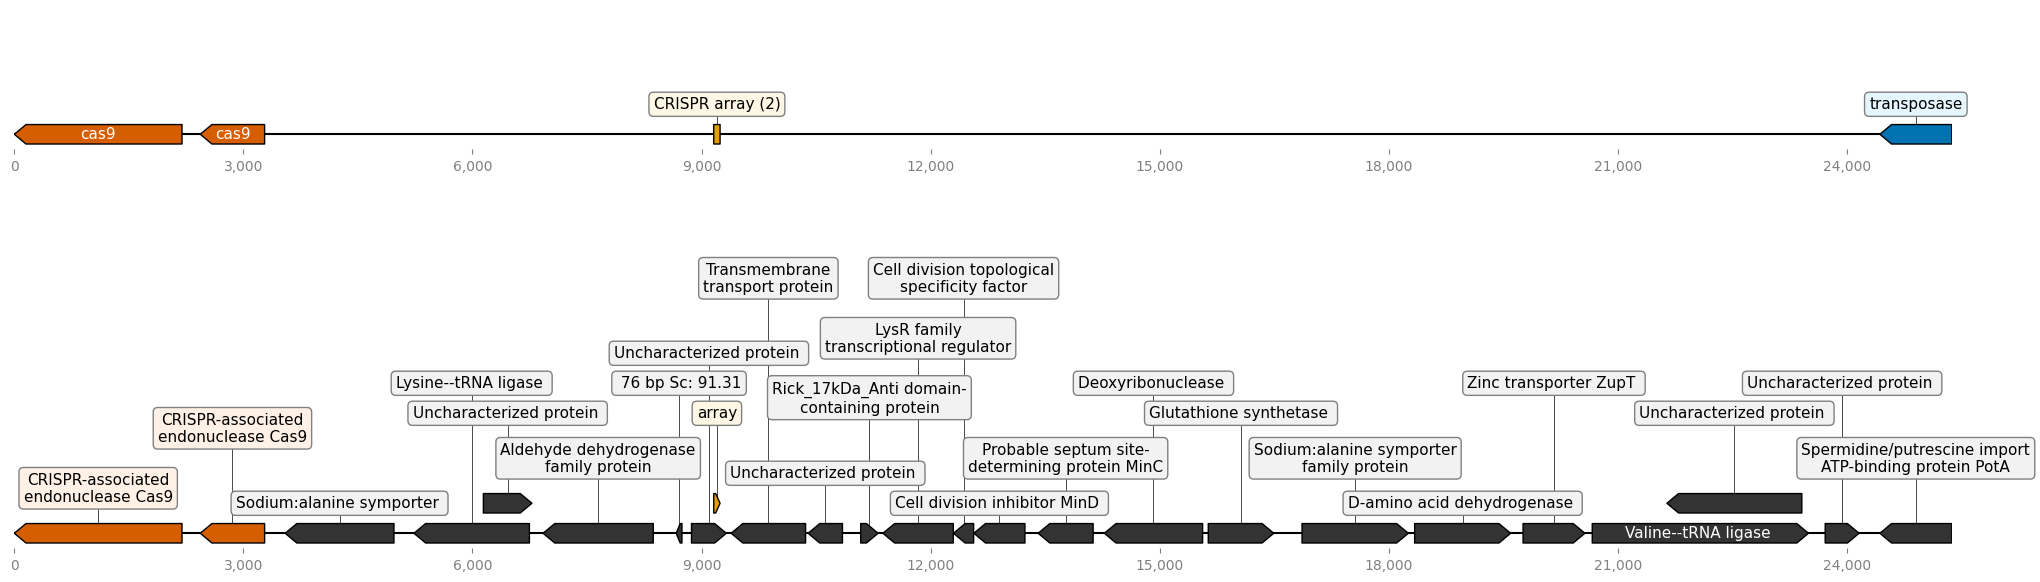 CRISPR array (2)
transposase
cas9
cas9
0
3,000
6,000
9,000
12,000
15,000
18,000
21,000
24,000
Transmembrane
transport protein
Cell division topological
specificity factor
LysR family
transcriptional regulator
Uncharacterized protein
Lysine--tRNA ligase
76 bp Sc: 91.31
Rick_17kDa_Anti domain-
containing protein
Deoxyribonuclease
Zinc transporter ZupT
Uncharacterized protein
CRISPR-associated
endonuclease Cas9
Uncharacterized protein
array
Glutathione synthetase
Uncharacterized protein
Aldehyde dehydrogenase
family protein
Probable septum site-
determining protein MinC
Sodium:alanine symporter
family protein
Spermidine/putrescine import
ATP-binding protein PotA
CRISPR-associated
endonuclease Cas9
Uncharacterized protein
Sodium:alanine symporter
Cell division inhibitor MinD
D-amino acid dehydrogenase
Valine--tRNA ligase
0
3,000
6,000
9,000
12,000
15,000
18,000
21,000
24,000